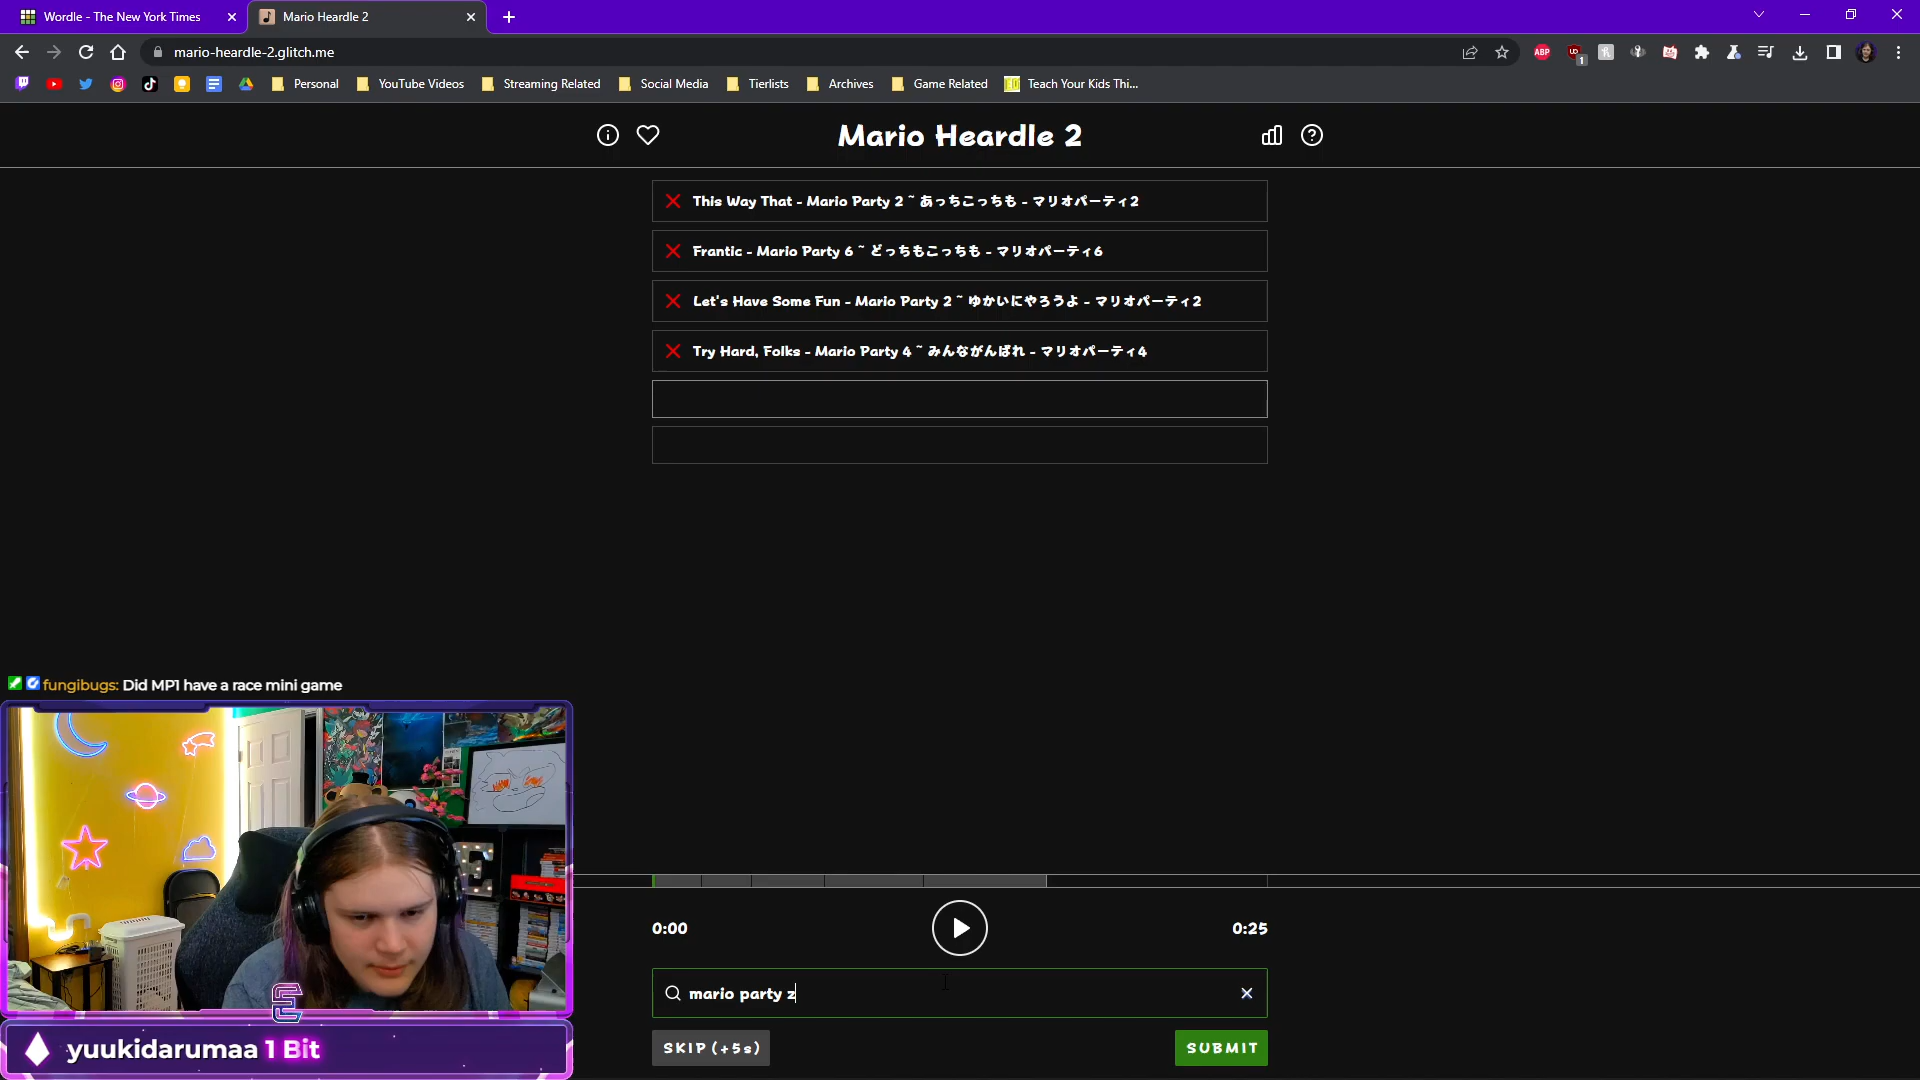 Wordle - The New York Times
Mario Heardle 2
mario-heardle-2.glitch.me
ABP
1
Personal
YouTube Videos
Streaming Related
Social Media
Tierlists
Archives
Game Related
Teach Your Kids Thi...
Mario Heardle 2
This Way That - Mario Party 2 ~ あっちこっちも - マリオパーティ2
Frantic - Mario Party 6 ~ どっちもこっちも - マリオパーティ6
Let's Have Some Fun - Mario Party 2 ~ ゆかいにやろうよ - マリオパーティ2
Try Hard, Folks - Mario Party 4 ~ みんながんばれ - マリオパーティ4
fungibugs: Did MP1 have a race mini game
0:00
0:25
mario party z
SKIP (+5s)
SUBMIT
E
yuukidarumaa 1 Bit